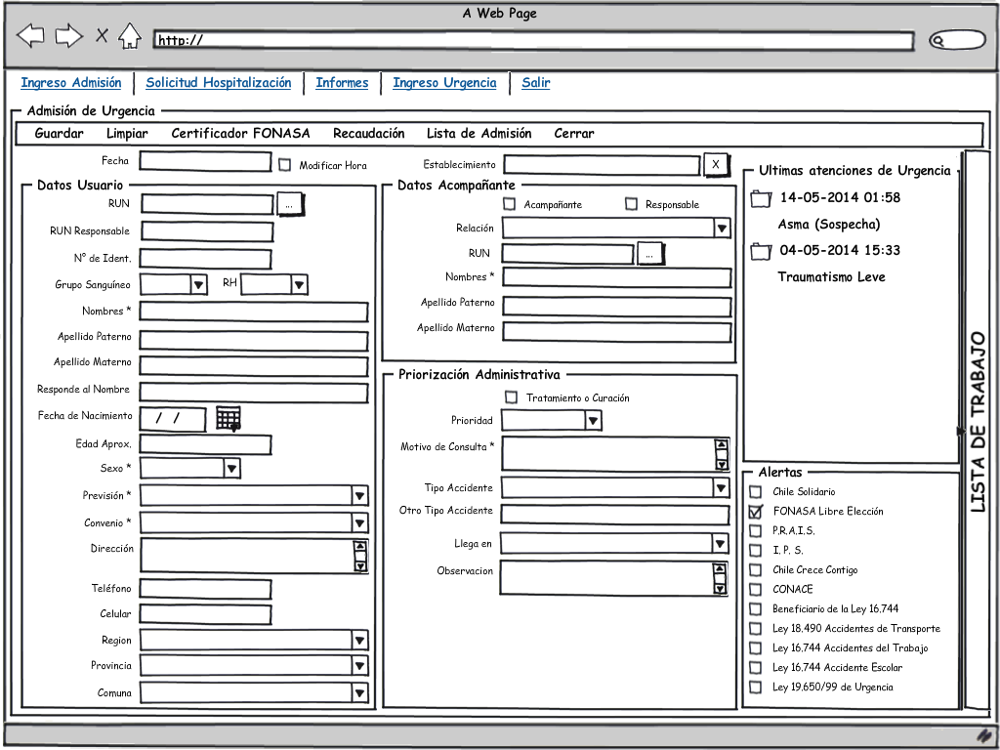 A Web Page
http://
Ingreso Admisión Solicitud Hospitalización Informes Ingreso Urgencia Salir
Admisión de Urgencia
Guardar Limpiar Certificador FONASA Recaudación Lista de Admisión Cerrar
Fecha Modificar Hora Establecimiento X
Datos Usuario
RUN ...
RUN Responsable
N° de Ident.
Grupo Sanguíneo RH
Nombres *
Apellido Paterno
Apellido Materno
Responde al Nombre
Fecha de Nacimiento / /
Edad Aprox.
Sexo *
Previsión *
Convenio *
Dirección
Teléfono
Celular
Region
Provincia
Comuna
Datos Acompañante
Acompañante Responsable
Relación
RUN ...
Nombres *
Apellido Paterno
Apellido Materno
Priorización Administrativa
Tratamiento o Curación
Prioridad
Motivo de Consulta *
Tipo Accidente
Otro Tipo Accidente
Llega en
Observacion
Ultimas atenciones de Urgencia
14-05-2014 01:58
Asma (Sospecha)
04-05-2014 15:33
Traumatismo Leve
Alertas
Chile Solidario
FONASA Libre Elección
P.R.A.I.S.
I. P. S.
Chile Crece Contigo
CONACE
Beneficiario de la Ley 16.744
Ley 18.490 Accidentes de Transporte
Ley 16.744 Accidentes del Trabajo
Ley 16.744 Accidente Escolar
Ley 19.650/99 de Urgencia
LISTA DE TRABAJO